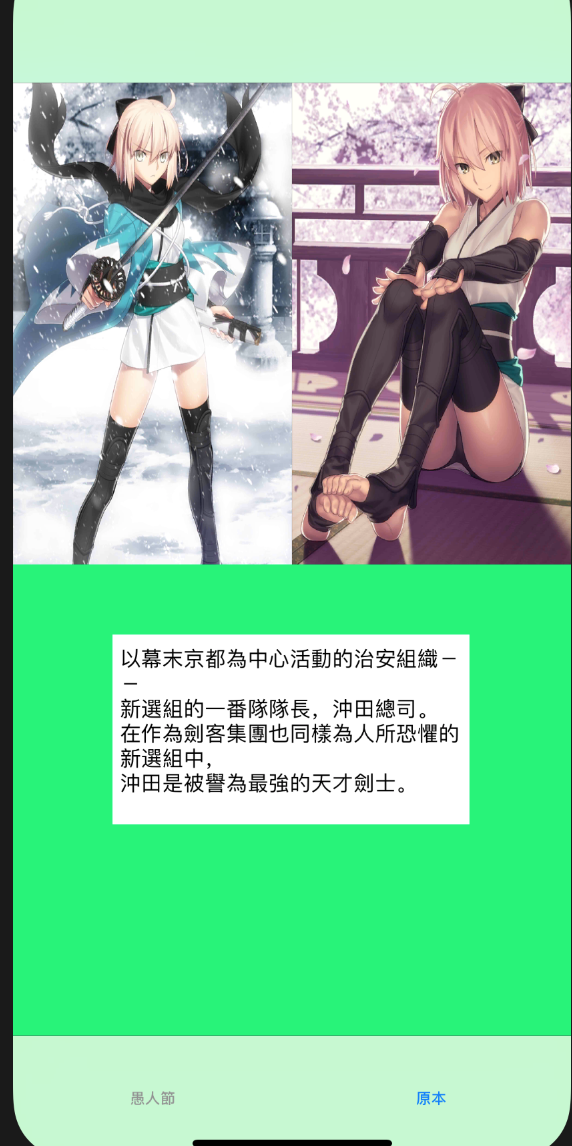 以幕末京都為中心活動的治安組織－
－
新選組的一番隊隊長，沖田總司。
在作為劍客集團也同樣為人所恐懼的
新選組中，
沖田是被譽為最強的天才劍士。
愚人節
原本